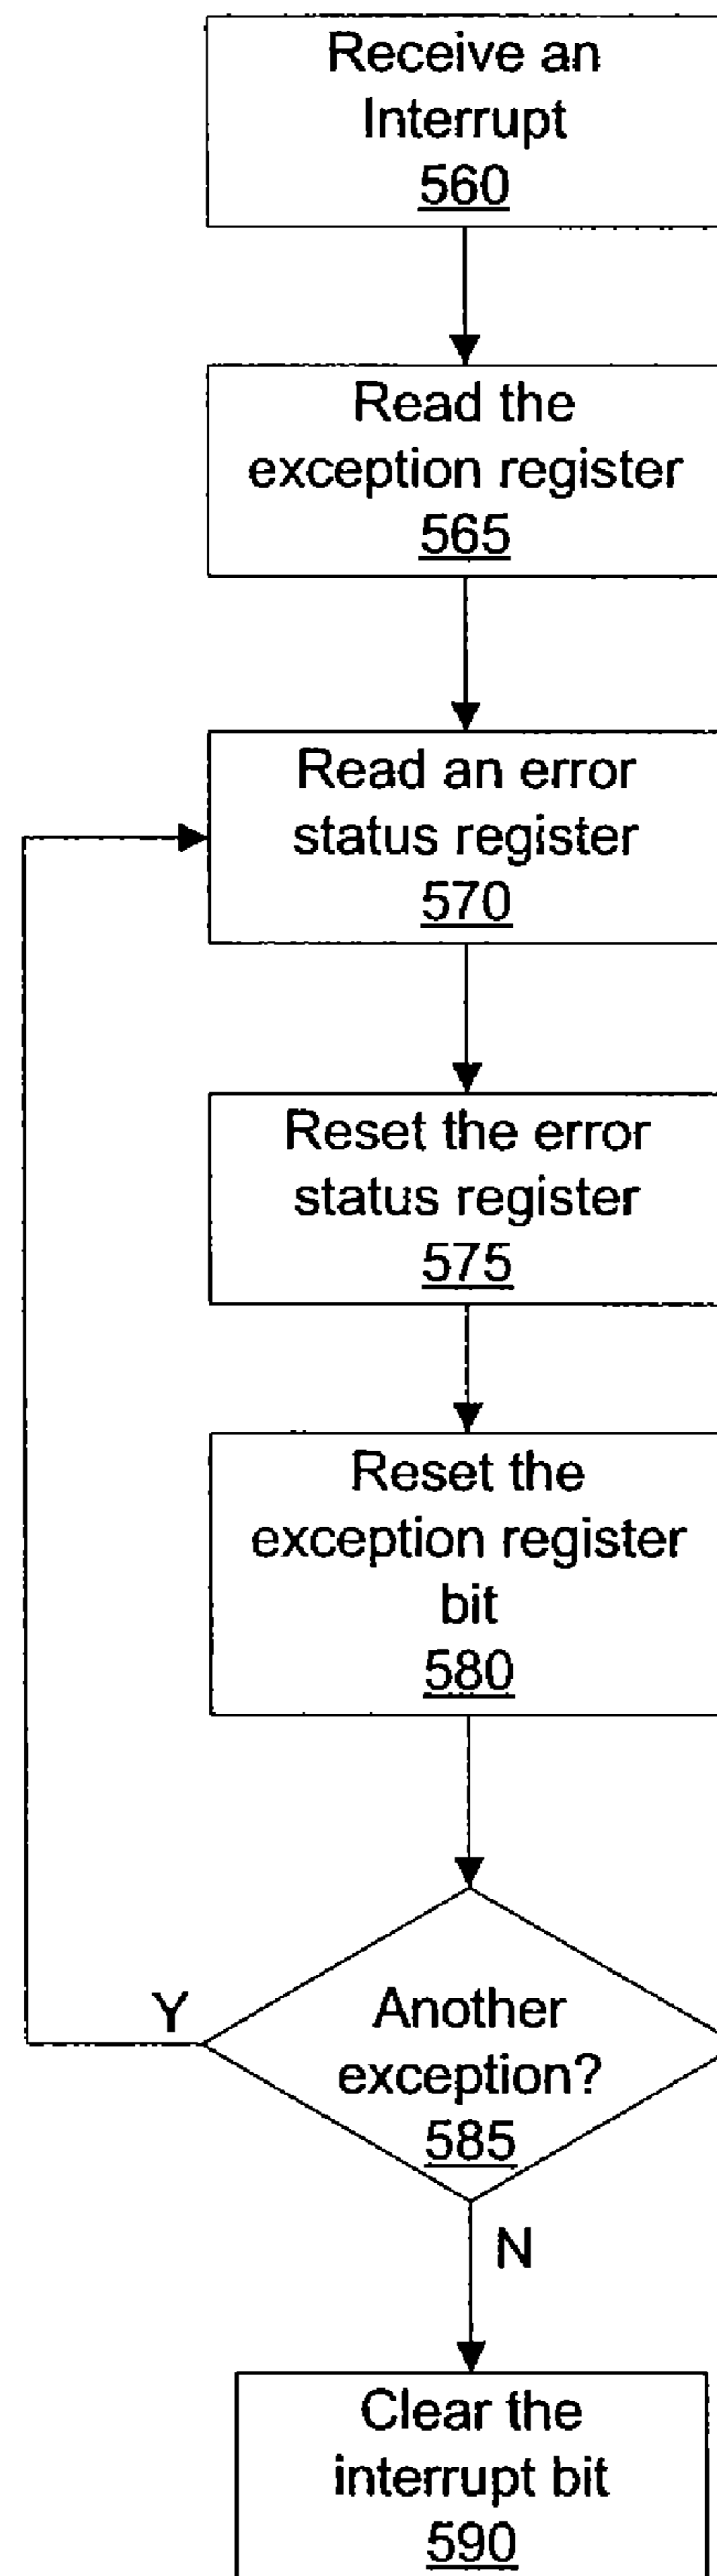 Receive an
Interrupt
560
Read the
exception register
565
Read an error
status register
570
Reset the error
status register
575
Reset the
exception register
bit
580
Another
exception?
585
Y
N
Clear the
interrupt bit
590